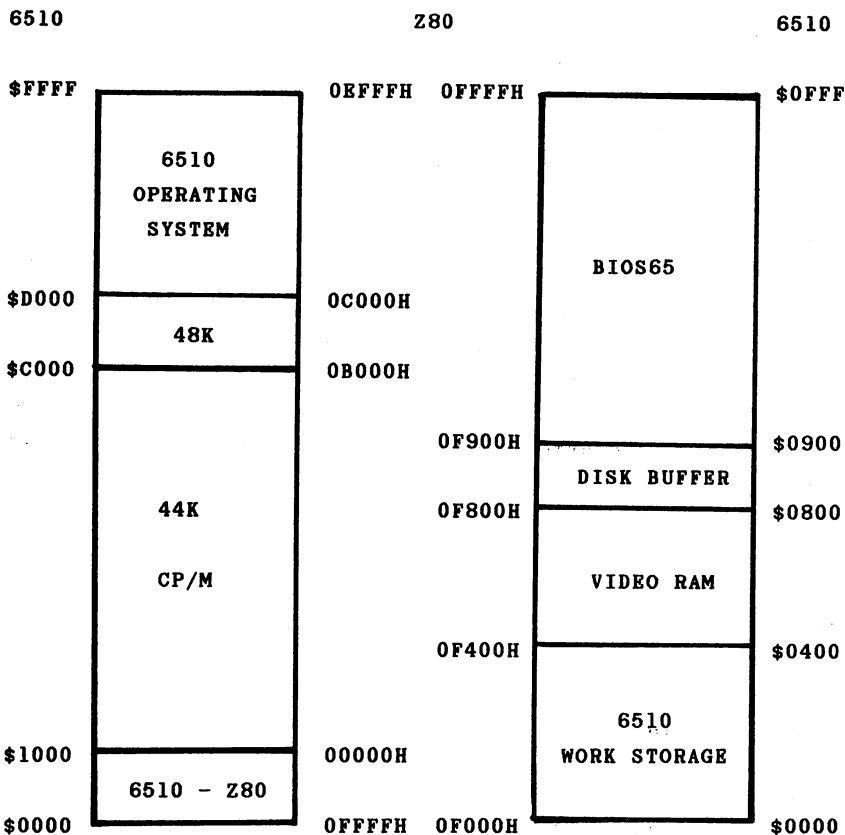 6510 Z80 6510
$FFFF 0EFFFH 0FFFFH $0FFF
6510
OPERATING
SYSTEM
BIOS65
$D000 0C000H
48K
$C000 0B000H
0F900H $0900
DISK BUFFER
44K
0F800H $0800
CP/M
VIDEO RAM
0F400H $0400
6510
$1000 00000H
WORK STORAGE
6510 - Z80
$0000 0FFFFH 0F000H $0000